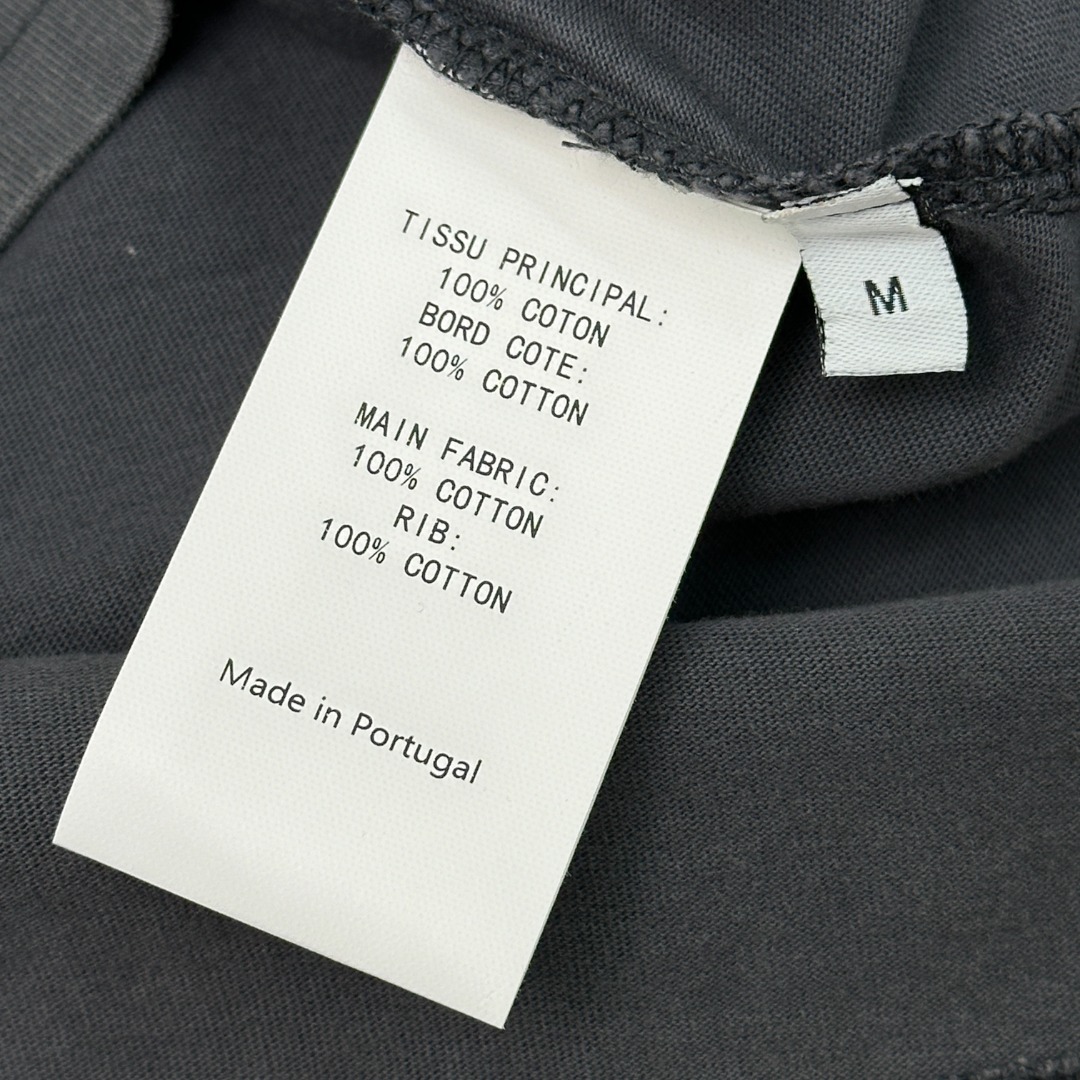 TISSU PRINCIPAL:
100% COTON
BORD COTE:
100% COTTON
MAIN FABRIC:
100% COTTON
RIB:
100% COTTON
Made in Portugal
M